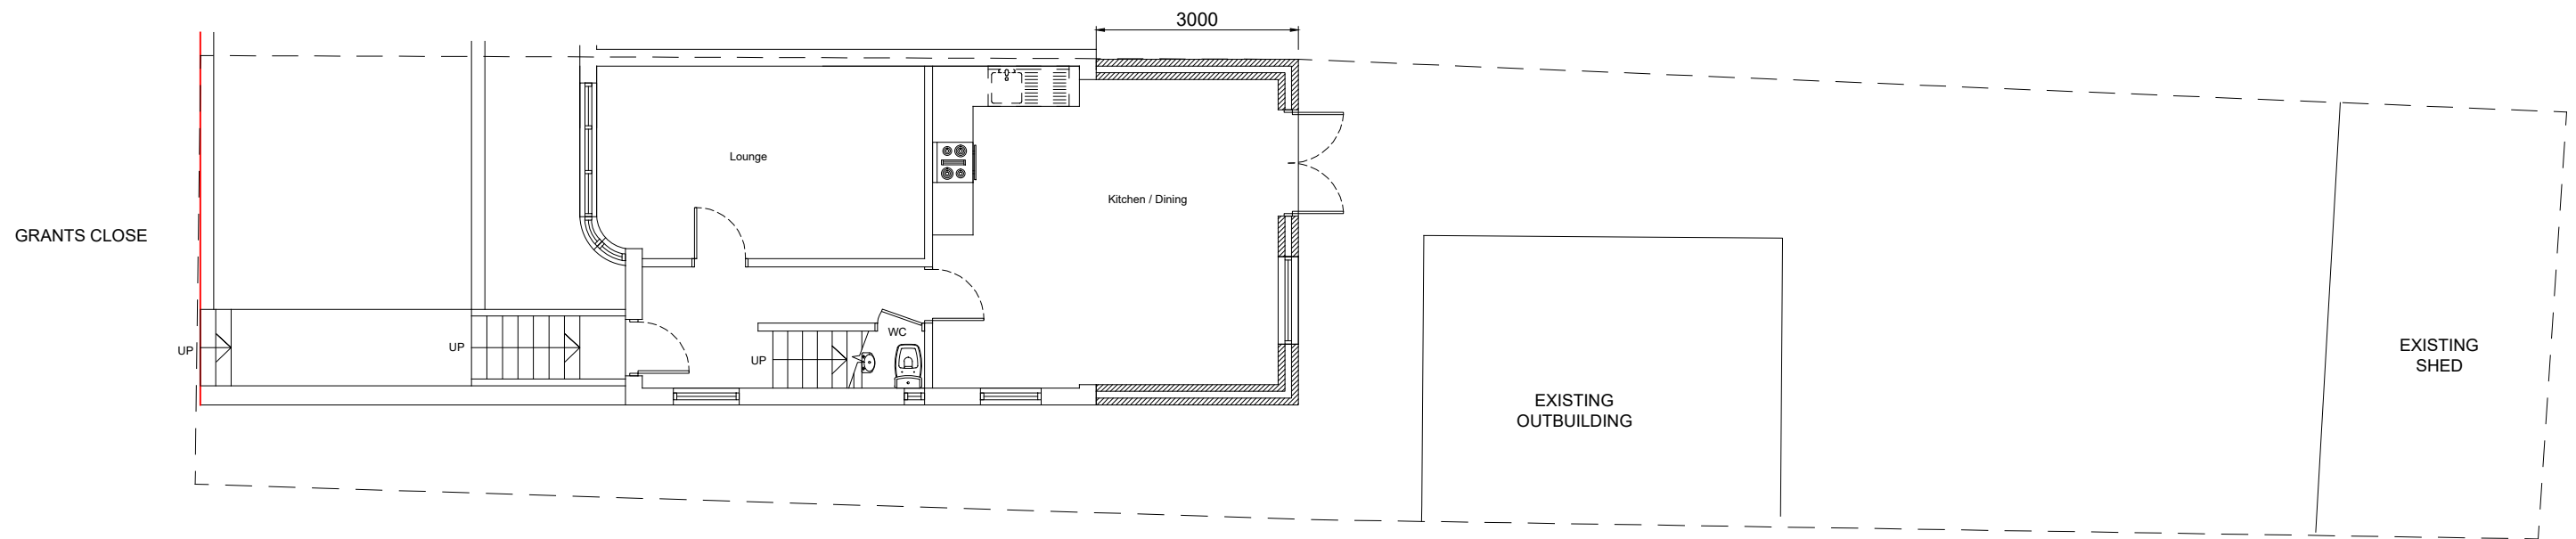 3000
Lounge
Kitchen / Dining
GRANTS CLOSE
WC
UP
UP
UP
EXISTING
SHED
EXISTING
OUTBUILDING